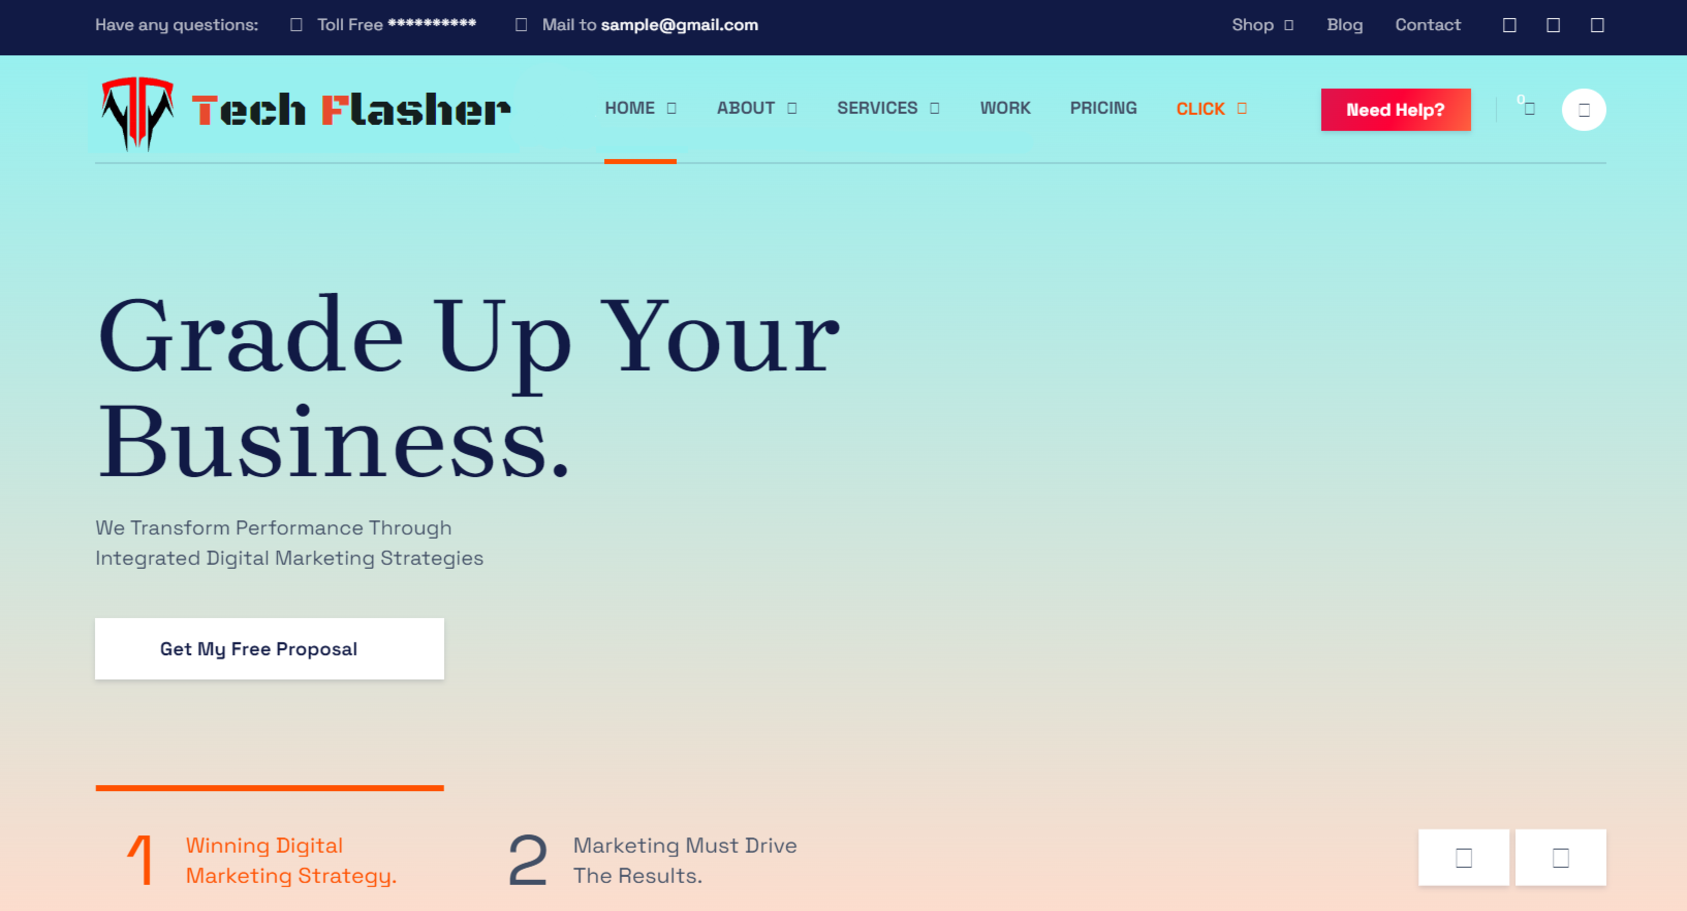 Have any questions: Toll Free ********** Mail to sample@gmail.com Shop Blog Contact
Tech Flasher HOME ABOUT SERVICES WORK PRICING CLICK Need Help? 0
Grade Up Your
Business.
We Transform Performance Through
Integrated Digital Marketing Strategies
Get My Free Proposal
1 Winning Digital
Marketing Strategy.
2 Marketing Must Drive
The Results.